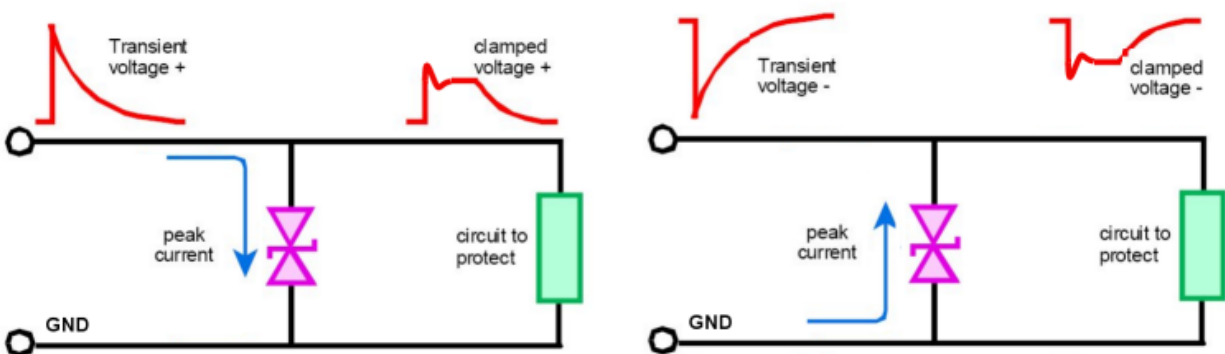 Transient
voltage +
clamped
voltage +
peak
current
circuit to
protect
GND
Transient
voltage -
clamped
voltage -
peak
current
circuit to
protect
GND